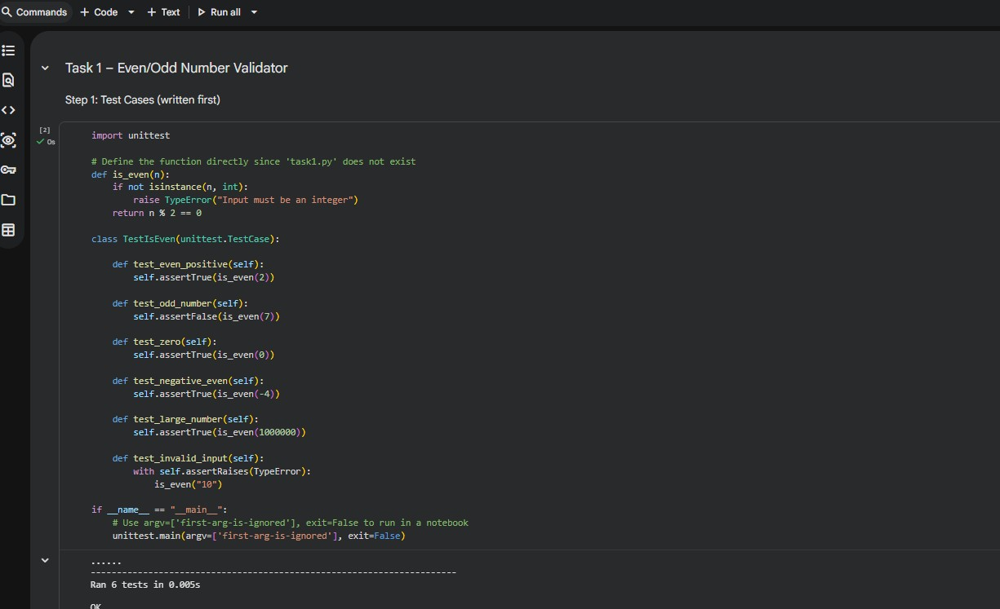 Commands + Code + Text Run all
Task 1 – Even/Odd Number Validator
Step 1: Test Cases (written first)
[2]
0s
import unittest
# Define the function directly since 'task1.py' does not exist
def is_even(n):
    if not isinstance(n, int):
        raise TypeError("Input must be an integer")
    return n % 2 == 0
class TestIsEven(unittest.TestCase):
    def test_even_positive(self):
        self.assertTrue(is_even(2))
    def test_odd_number(self):
        self.assertFalse(is_even(7))
    def test_zero(self):
        self.assertTrue(is_even(0))
    def test_negative_even(self):
        self.assertTrue(is_even(-4))
    def test_large_number(self):
        self.assertTrue(is_even(1000000))
    def test_invalid_input(self):
        with self.assertRaises(TypeError):
            is_even("10")
if __name__ == "__main__":
    # Use argv=['first-arg-is-ignored'], exit=False to run in a notebook
    unittest.main(argv=['first-arg-is-ignored'], exit=False)
......
----------------------------------------------------------------------
Ran 6 tests in 0.005s
OK